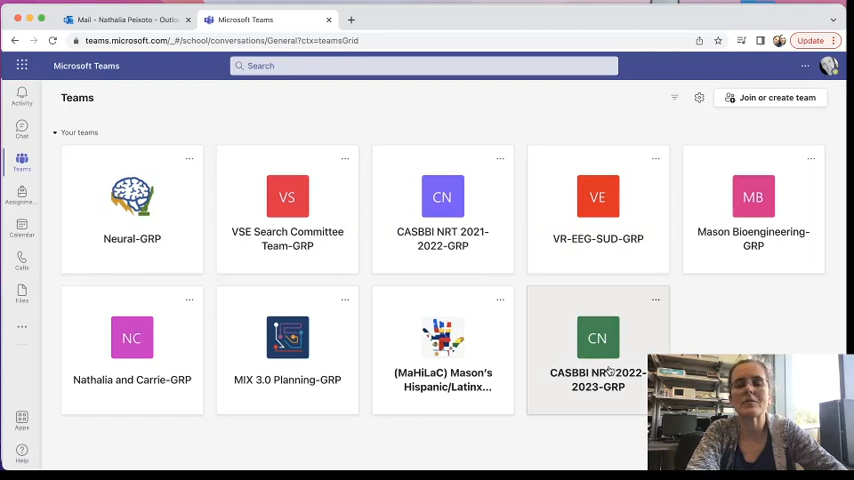 Mail - Nathalia Peixoto - Outlo
Microsoft Teams
teams.microsoft.com/_#/school/conversations/General?ctx=teamsGrid
Update
Microsoft Teams
Search
Activity
Chat
Teams
Assignme...
Calendar
Calls
Files
Apps
Help
Teams
Join or create team
Your teams
Neural-GRP
VS
VSE Search Committee
Team-GRP
CN
CASBBI NRT 2021-
2022-GRP
VE
VR-EEG-SUD-GRP
MB
Mason Bioengineering-
GRP
NC
Nathalia and Carrie-GRP
MIX 3.0 Planning-GRP
(MaHiLaC) Mason's
Hispanic/Latinx...
CN
CASBBI NRT 2022-
2023-GRP